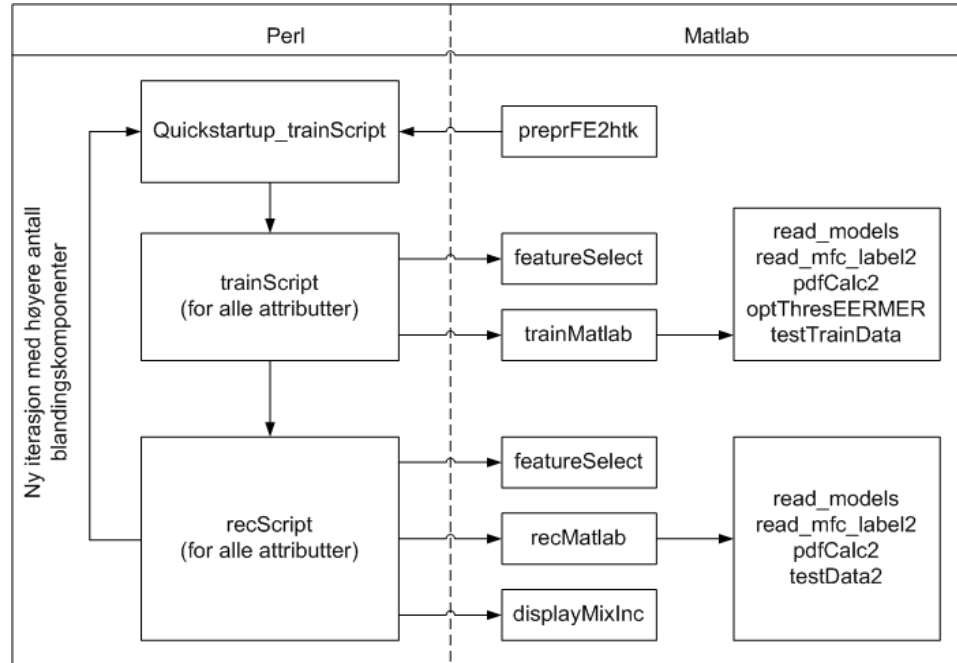 Perl
Matlab
Quickstartup_trainScript
preprFE2htk
Ny iterasjon med høyere antall
blandingskomponenter
trainScript
(for alle attributter)
featureSelect
trainMatlab
read_models
read_mfc_label2
pdfCalc2
optThresEERMER
testTrainData
recScript
(for alle attributter)
featureSelect
recMatlab
displayMixInc
read_models
read_mfc_label2
pdfCalc2
testData2